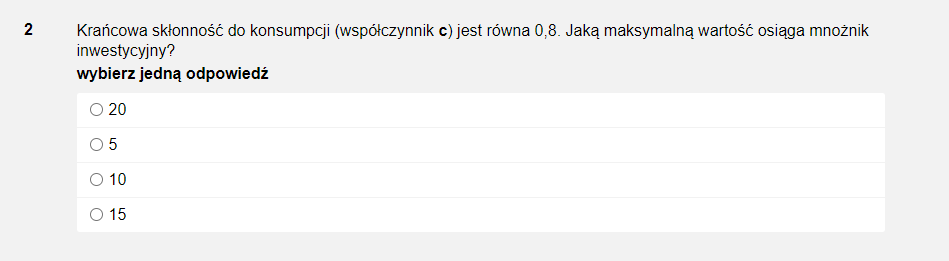 2
Krańcowa skłonność do konsumpcji (współczynnik c) jest równa 0,8. Jaką maksymalną wartość osiąga mnożnik
inwestycyjny?
wybierz jedną odpowiedź
20
5
10
15